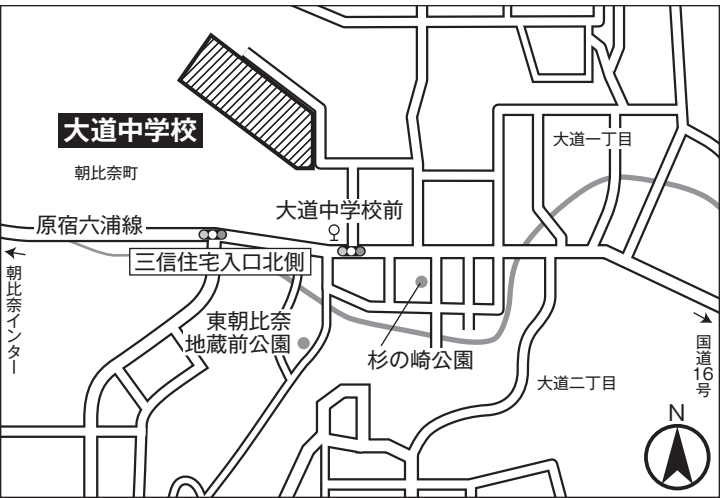 大道中学校
朝比奈町
大道一丁目
大道中学校前
原宿六浦線
三信住宅入口北側
朝比奈インター
東朝比奈
地蔵前公園
杉の崎公園
国道16号
大道二丁目
N